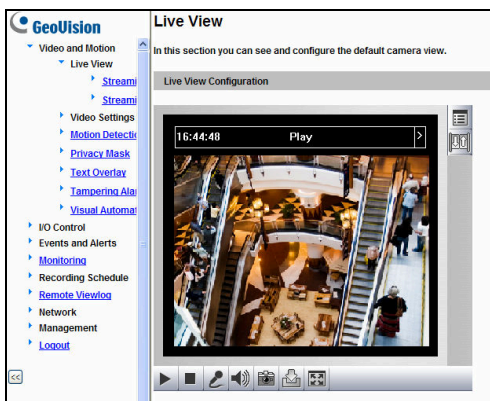 GeoVision
Video and Motion
Live View
Streami
Streami
Video Settings
Motion Detectio
Privacy Mask
Text Overlay
Tampering Ala
Visual Automat
I/O Control
Events and Alerts
Monitoring
Recording Schedule
Remote Viewlog
Network
Management
Logout
<<
Live View
In this section you can see and configure the default camera view.
Live View Configuration
16:44:48 Play >